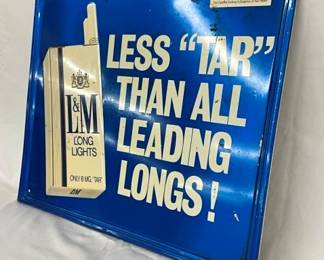 LESS "TAR"
THAN ALL
LEADING
LONGS!
L&M
LONG
LIGHTS
ONLY 8 MG. "TAR"